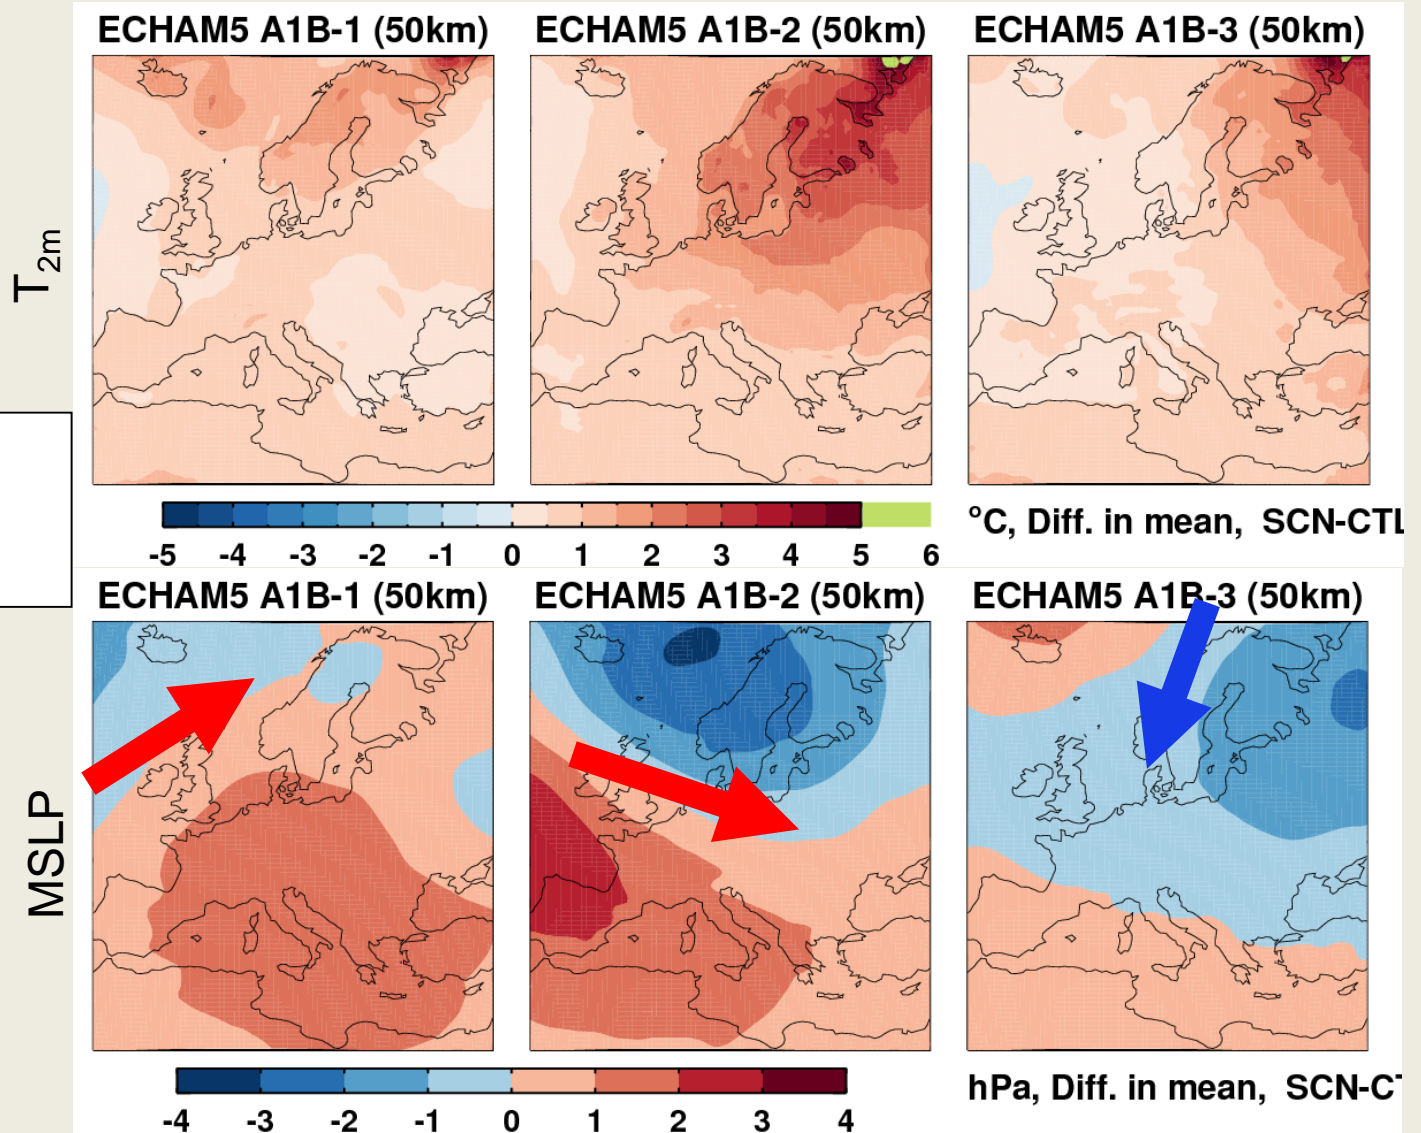 ECHAM5 A1B-1 (50km) ECHAM5 A1B-2 (50km) ECHAM5 A1B-3 (50km)
T2m
-5 -4 -3 -2 -1 0 1 2 3 4 5 6
°C, Diff. in mean, SCN-CTL
ECHAM5 A1B-1 (50km) ECHAM5 A1B-2 (50km) ECHAM5 A1B-3 (50km)
MSLP
-4 -3 -2 -1 0 1 2 3 4
hPa, Diff. in mean, SCN-CT